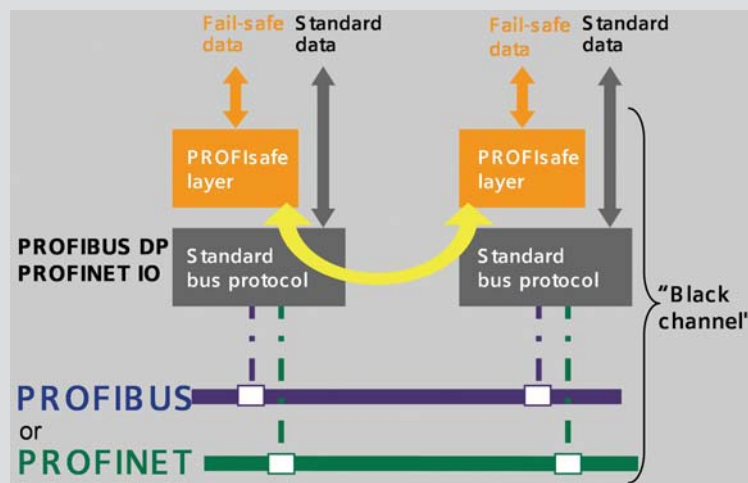 Fail-safe
data
Standard
data
Fail-safe
data
Standard
data
PROFIsafe
layer
PROFIsafe
layer
PROFIBUS DP
PROFINET IO
Standard
bus protocol
Standard
bus protocol
“Black
channel"
PROFIBUS
or
PROFINET